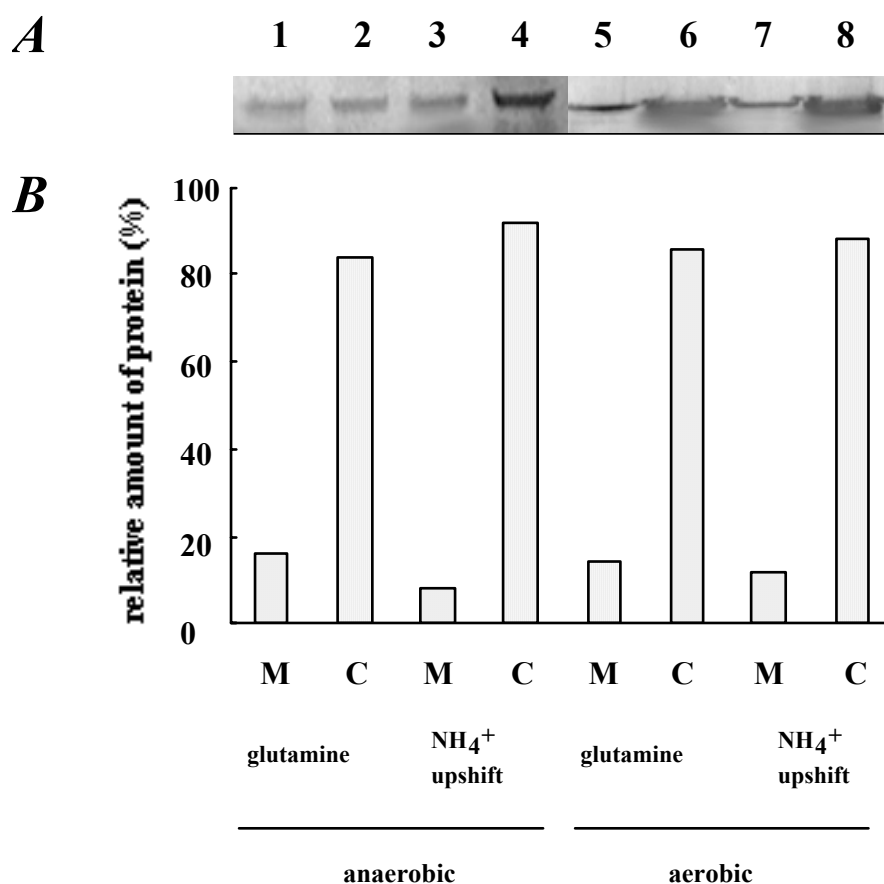 A 1 2 3 4 5 6 7 8
B
relative amount of protein (%)
100
80
60
40
20
0
M C M C M C M C
glutamine NH4+ upshift glutamine NH4+ upshift
anaerobic aerobic